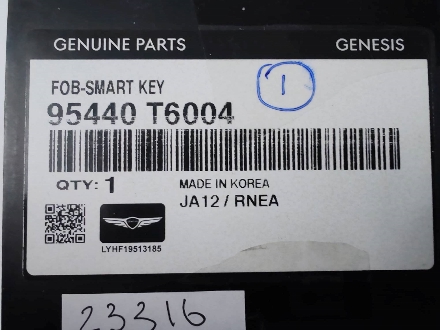 GENUINE PARTS GENESIS
FOB-SMART KEY
1
95440 T6004
QTY: 1 MADE IN KOREA
JA12 / RNEA
LYHF19513185
23316